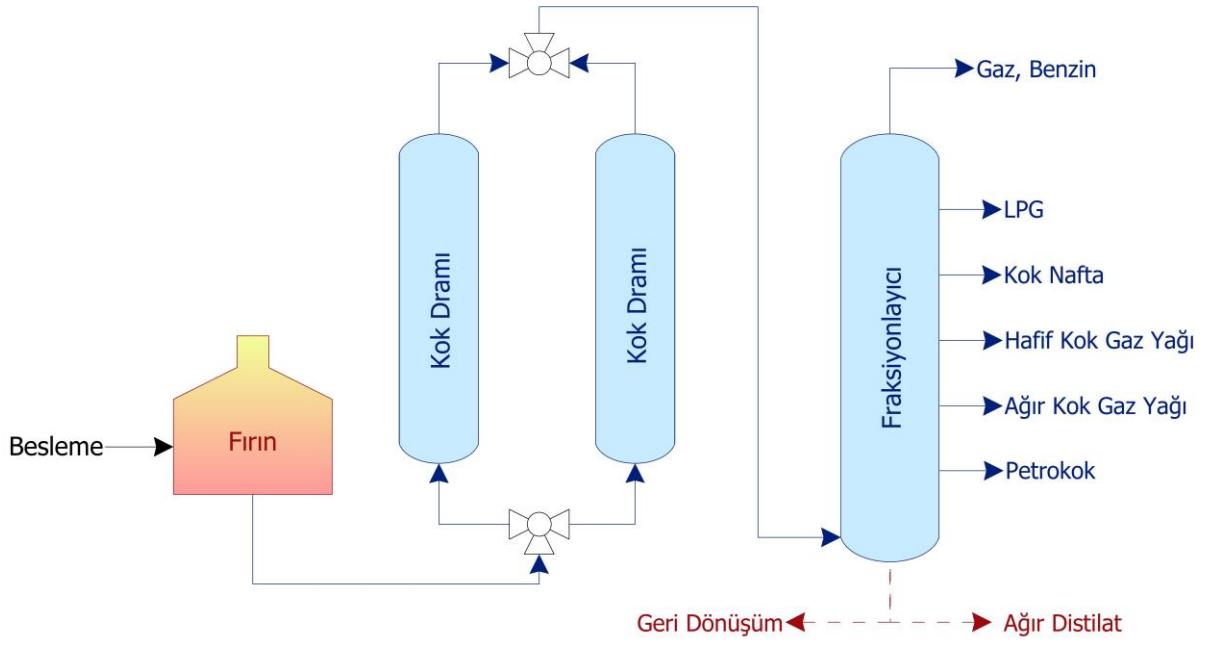 Gaz, Benzin
LPG
Kok Nafta
Hafif Kok Gaz Yağı
Ağır Kok Gaz Yağı
Petrokok
Kok Dramı
Kok Dramı
Fraksiyonlayıcı
Besleme
Fırın
Geri Dönüşüm
Ağır Distilat